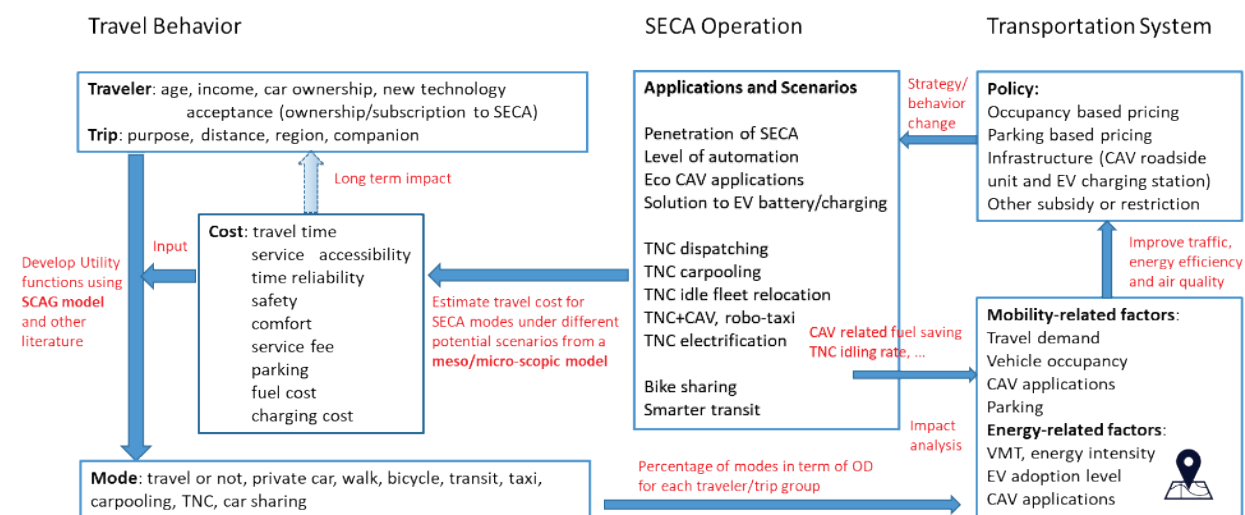 Travel Behavior
SECA Operation
Transportation System
Traveler: age, income, car ownership, new technology
acceptance (ownership/subscription to SECA)
Trip: purpose, distance, region, companion
Long term impact
Input
Develop Utility
functions using
SCAG model
and other
literature
Cost: travel time
service accessibility
time reliability
safety
comfort
service fee
parking
fuel cost
charging cost
Estimate travel cost for
SECA modes under different
potential scenarios from a
meso/micro-scopic model
Mode: travel or not, private car, walk, bicycle, transit, taxi,
carpooling, TNC, car sharing
Percentage of modes in term of OD
for each traveler/trip group
Applications and Scenarios
Penetration of SECA
Level of automation
Eco CAV applications
Solution to EV battery/charging
TNC dispatching
TNC carpooling
TNC idle fleet relocation
TNC+CAV, robo-taxi
TNC electrification
Bike sharing
Smarter transit
Strategy/
behavior
change
CAV related fuel saving
TNC idling rate, ...
Impact
analysis
Policy:
Occupancy based pricing
Parking based pricing
Infrastructure (CAV roadside
unit and EV charging station)
Other subsidy or restriction
Improve traffic,
energy efficiency
and air quality
Mobility-related factors:
Travel demand
Vehicle occupancy
CAV applications
Parking
Energy-related factors:
VMT, energy intensity
EV adoption level
CAV applications